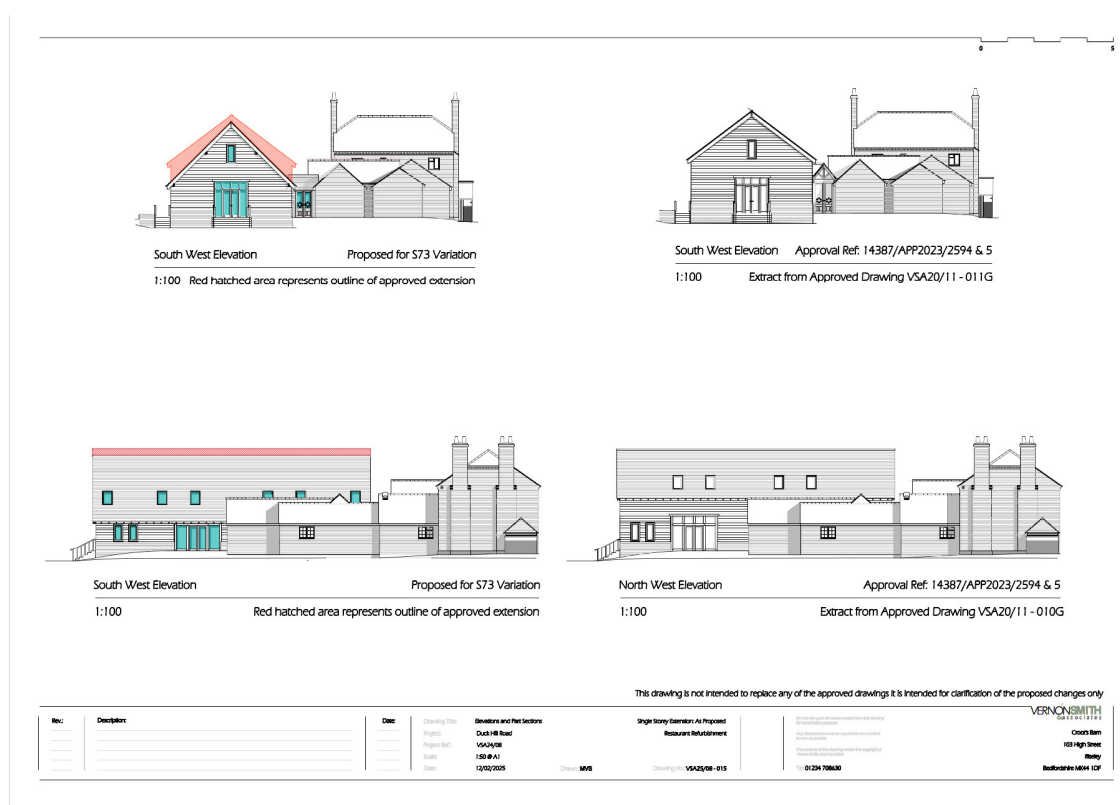 0 5
South West Elevation Proposed for S73 Variation
1:100 Red hatched area represents outline of approved extension
South West Elevation Approval Ref: 14387/APP2023/2594 & 5
1:100 Extract from Approved Drawing VSA20/11 - 011G
South West Elevation Proposed for S73 Variation
1:100 Red hatched area represents outline of approved extension
North West Elevation Approval Ref: 14387/APP2023/2594 & 5
1:100 Extract from Approved Drawing VSA20/11 - 010G
This drawing is not intended to replace any of the approved drawings it is intended for clarification of the proposed changes only
Rev.: Description: Date:
Drawing Title: Elevations and Part Sections Single Storey Extension: As Proposed
Project: Duck Hill Road Restaurant Refurbishment
Project Ref.: VSA24/08
Scale: 1:50 @ A1
Date: 12/02/2025 Drawn: MVS Drawing No.: VSA25/08 - 015
Tel: 01234 708630
VERNONSMITH
associates
Croot's Barn
103 High Street
Riseley
Bedfordshire MK44 1DF